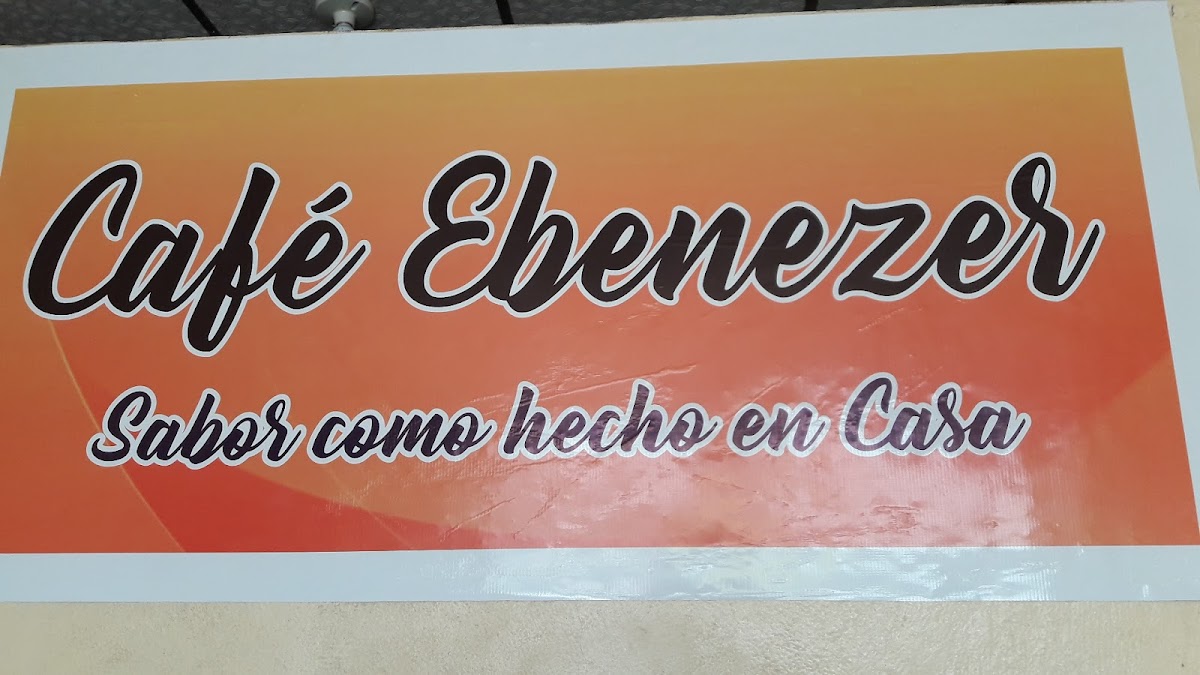 Café Ebenezer
Sabor como hecho en Casa